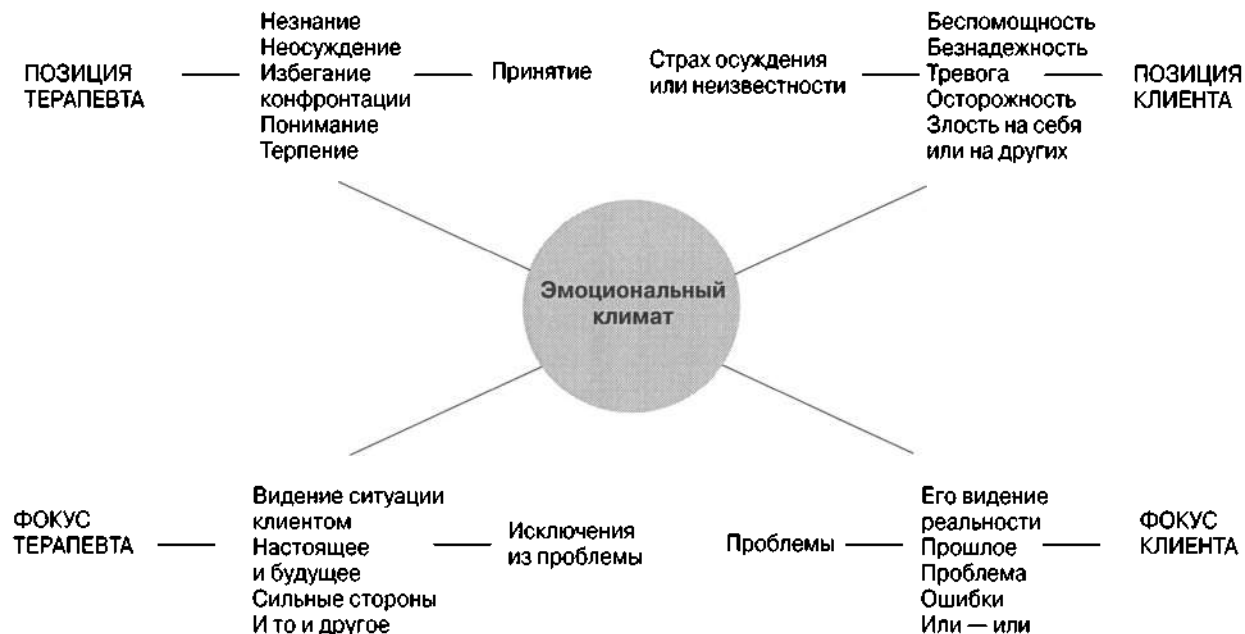 ПОЗИЦИЯ
ТЕРАПЕВТА
Незнание
Неосуждение
Избегание
конфронтации
Понимание
Терпение
Принятие
Страх осуждения
или неизвестности
Беспомощность
Безнадежность
Тревога
Осторожность
Злость на себя
или на других
ПОЗИЦИЯ
КЛИЕНТА
Эмоциональный
климат
ФОКУС
ТЕРАПЕВТА
Видение ситуации
клиентом
Настоящее
и будущее
Сильные стороны
И то и другое
Исключения
из проблемы
Проблемы
Его видение
реальности
Прошлое
Проблема
Ошибки
Или — или
ФОКУС
КЛИЕНТА